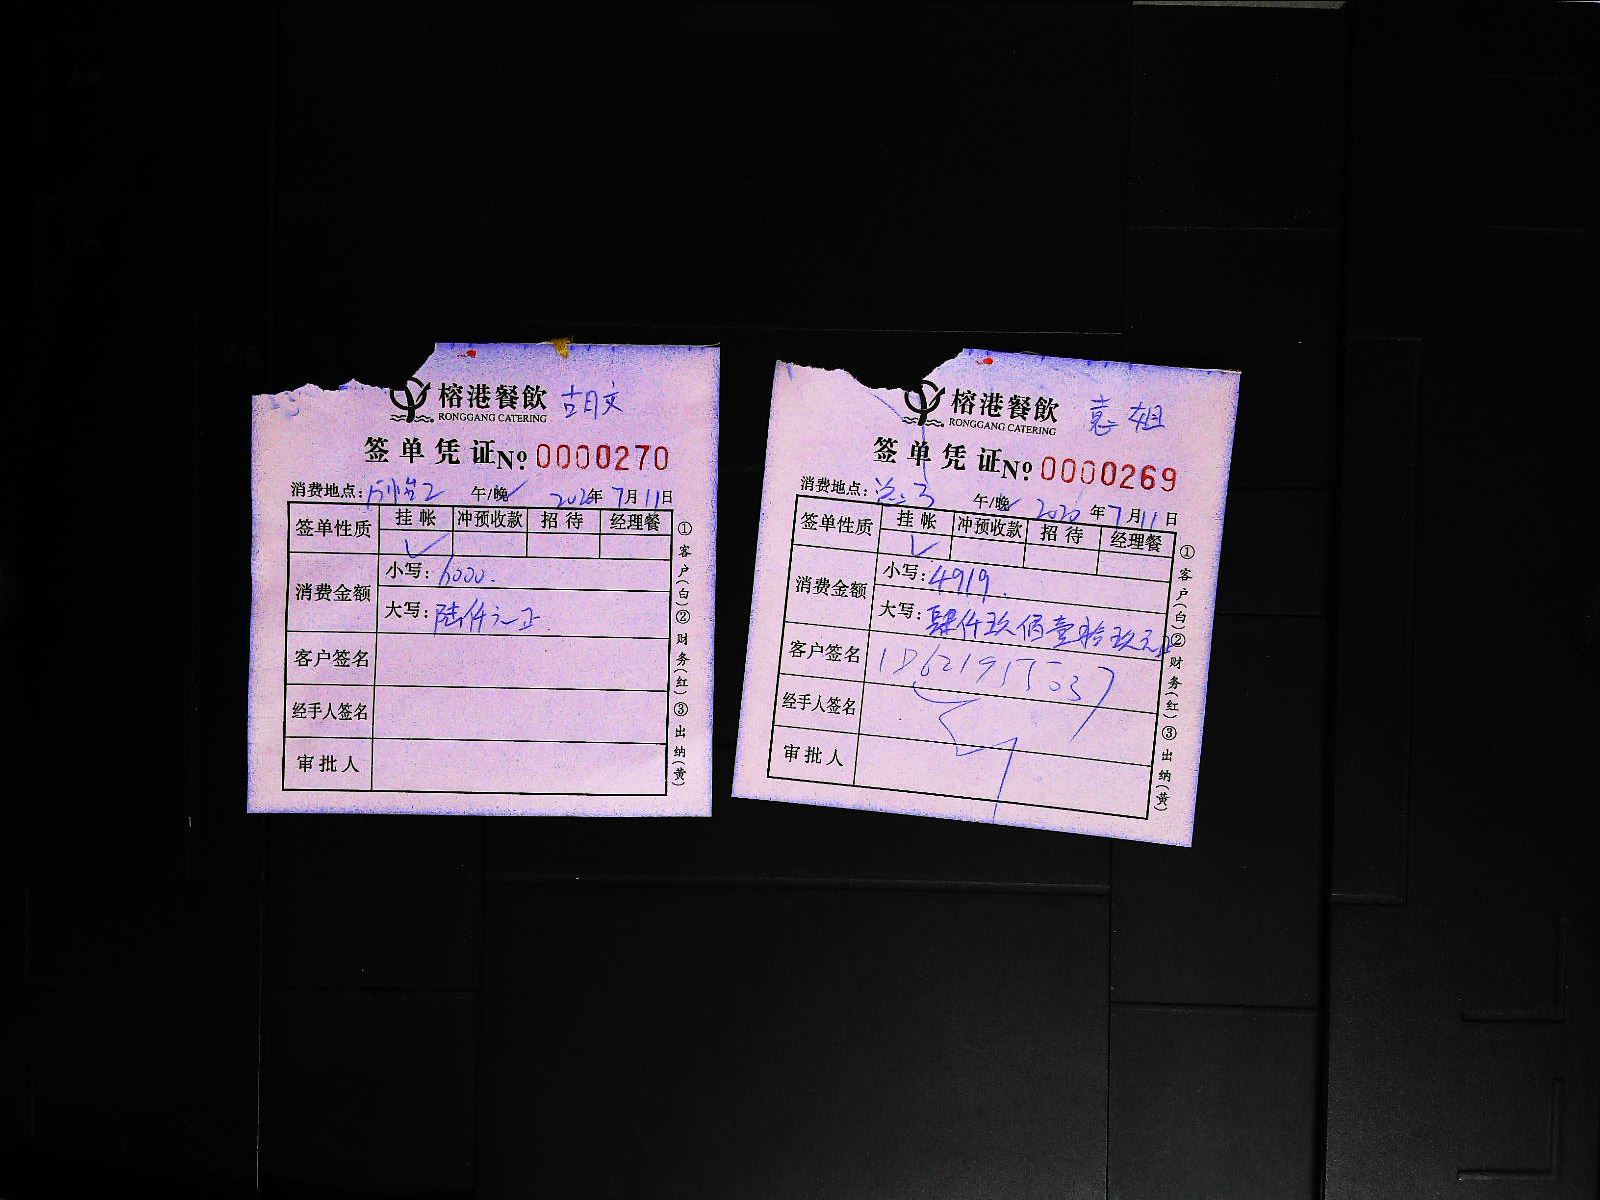 榕港餐飲 胡文
RONGGANG CATERING
签单凭证 No 0000270
消费地点: 午/晚✓ 2020年7月11日
签单性质 挂帐 冲预收款 招待 经理餐
✓
消费金额 小写: 6000.
大写: 陆仟元正
客户签名
经手人签名
审批人
①客户(白)②财务(红)③出纳(黄)
榕港餐飲 袁姐
RONGGANG CATERING
签单凭证 No 0000269
消费地点: 午/晚✓ 2020年7月11日
签单性质 挂帐 冲预收款 招待 经理餐
✓
消费金额 小写: 4919.
大写: 肆仟玖佰壹拾玖元正
客户签名
经手人签名
审批人
①客户(白)②财务(红)③出纳(黄)